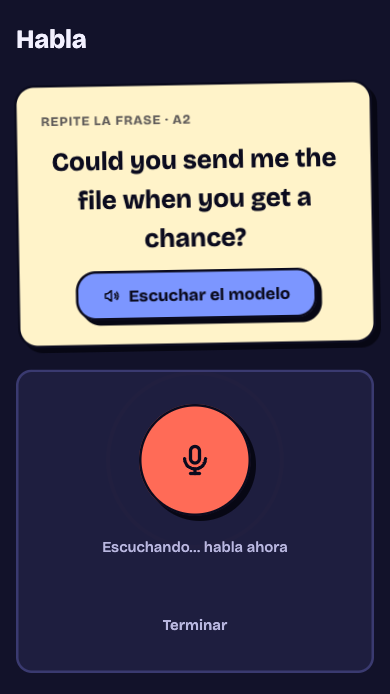 Habla
REPITE LA FRASE · A2
Could you send me the
file when you get a
chance?
Escuchar el modelo
Escuchando... habla ahora
Terminar